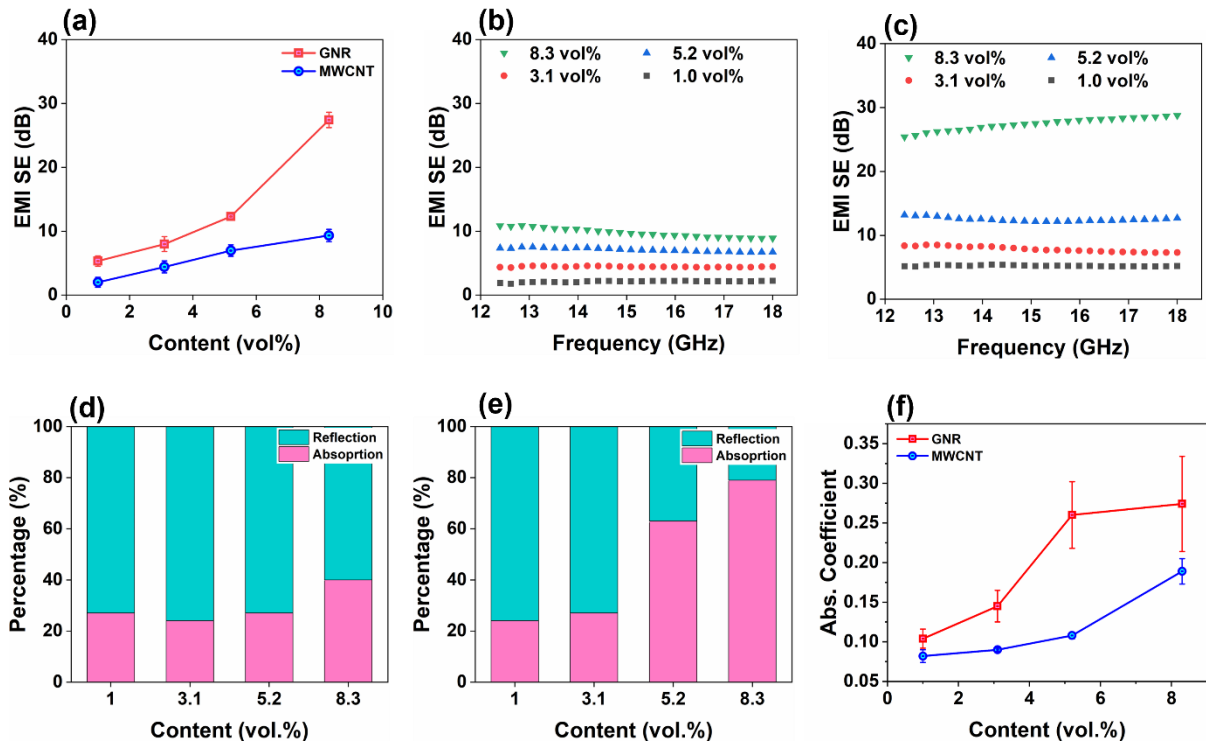 (a)
40
30
20
10
0
EMI SE (dB)
GNR
MWCNT
0 2 4 6 8 10
Content (vol%)
(b)
40
30
20
10
0
EMI SE (dB)
8.3 vol% 5.2 vol%
3.1 vol% 1.0 vol%
12 13 14 15 16 17 18
Frequency (GHz)
(c)
40
30
20
10
0
EMI SE (dB)
8.3 vol% 5.2 vol%
3.1 vol% 1.0 vol%
12 13 14 15 16 17 18
Frequency (GHz)
(d)
100
80
60
40
20
0
Percentage (%)
Reflection
Absoprtion
1 3.1 5.2 8.3
Content (vol.%)
(e)
100
80
60
40
20
0
Percentage (%)
Reflection
Absoprtion
1 3.1 5.2 8.3
Content (vol.%)
(f)
0.35
0.30
0.25
0.20
0.15
0.10
0.05
Abs. Coefficient
GNR
MWCNT
0 2 4 6 8
Content (vol.%)